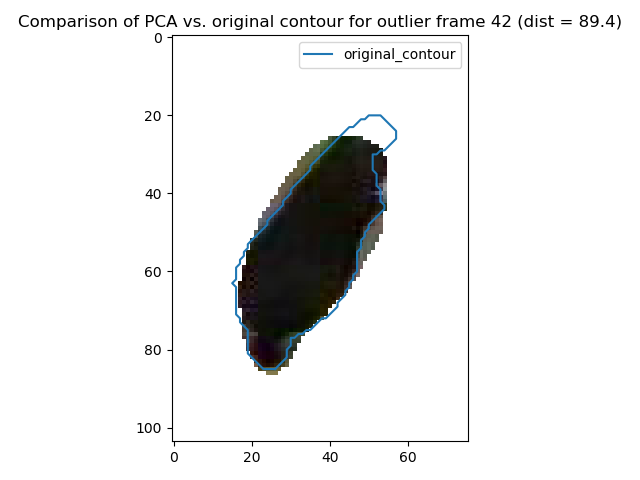 Comparison of PCA vs. original contour for outlier frame 42 (dist = 89.4)
original_contour
0
20
40
60
80
100
0 20 40 60